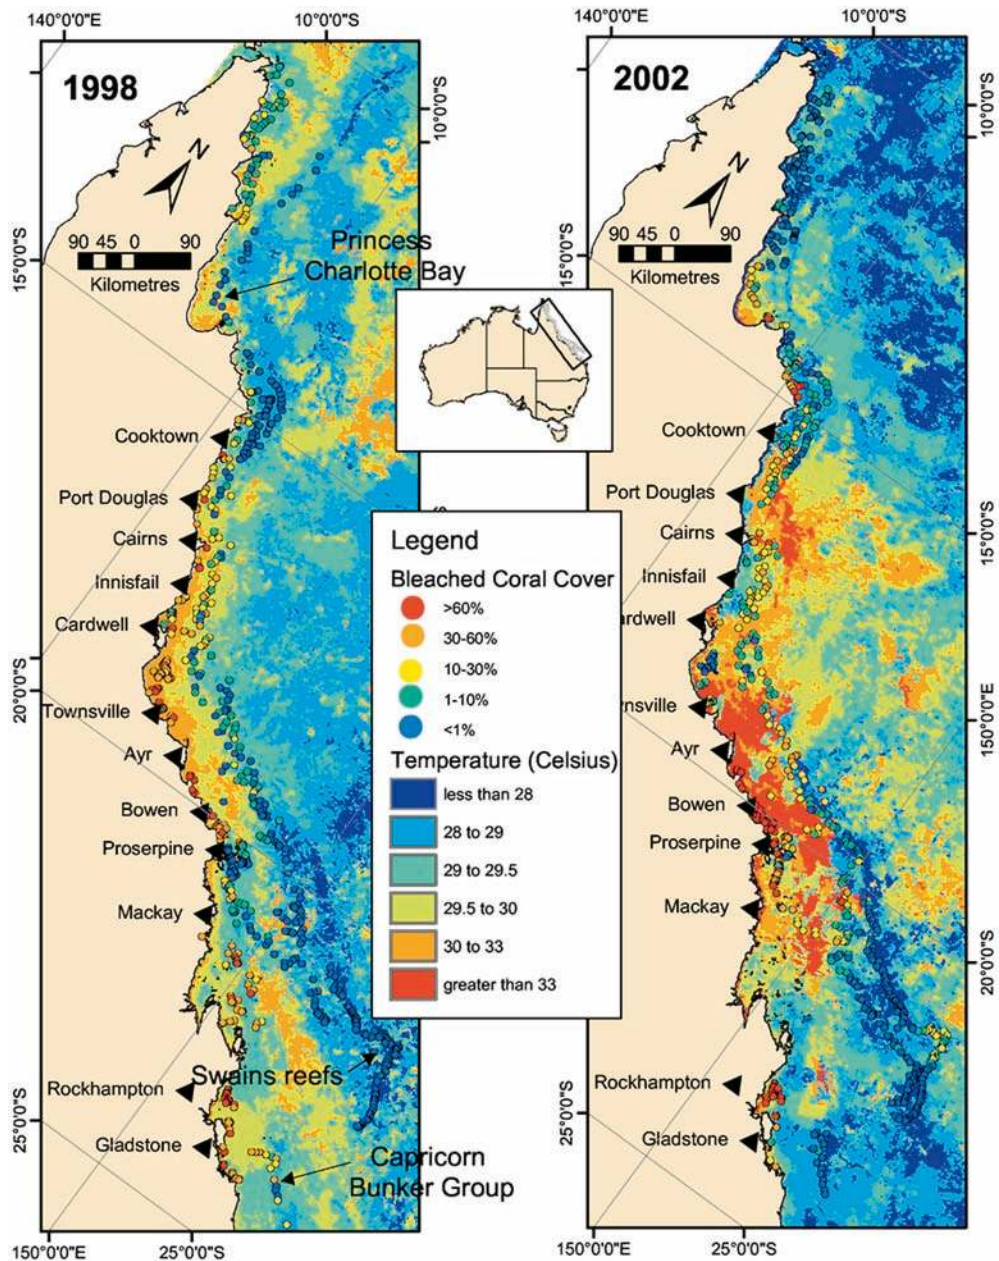 140°0'0"E
10°0'0"S
1998
N
90 45 0 90
Kilometres
10°0'0"S
15°0'0"S
Princess
Charlotte Bay
Cooktown
Port Douglas
Cairns
Innisfail
Cardwell
20°0'0"S
Townsville
Ayr
Bowen
Proserpine
Mackay
Swains reefs
Rockhampton
25°0'0"S
Gladstone
Capricorn
Bunker Group
150°0'0"E
25°0'0"S
Legend
Bleached Coral Cover
>60%
30-60%
10-30%
1-10%
<1%
Temperature (Celsius)
less than 28
28 to 29
29 to 29.5
29.5 to 30
30 to 33
greater than 33
140°0'0"E
10°0'0"S
2002
N
90 45 0 90
Kilometres
10°0'0"S
15°0'0"S
Cooktown
Port Douglas
Cairns
15°0'0"S
Innisfail
ardwell
nsville
150°0'0"E
Ayr
Bowen
Proserpine
Mackay
20°0'0"S
Rockhampton
25°0'0"S
Gladstone
150°0'0"E
25°0'0"S